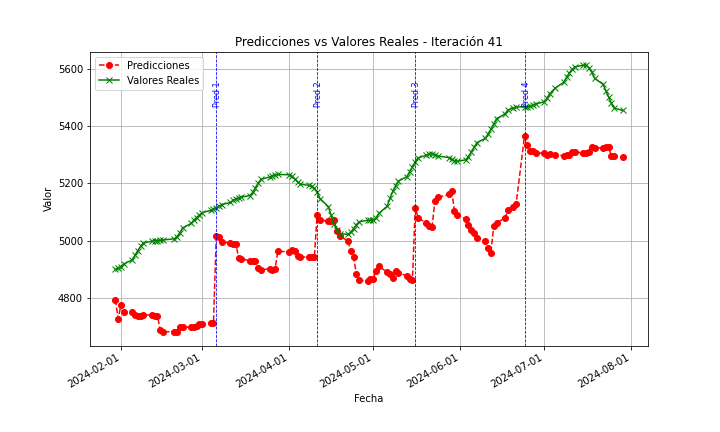 Predicciones vs Valores Reales - Iteración 41
Predicciones
Valores Reales
Pred 1
Pred 2
Pred 3
Pred 4
5600
5400
5200
5000
4800
Valor
2024-02-01
2024-03-01
2024-04-01
2024-05-01
2024-06-01
2024-07-01
2024-08-01
Fecha